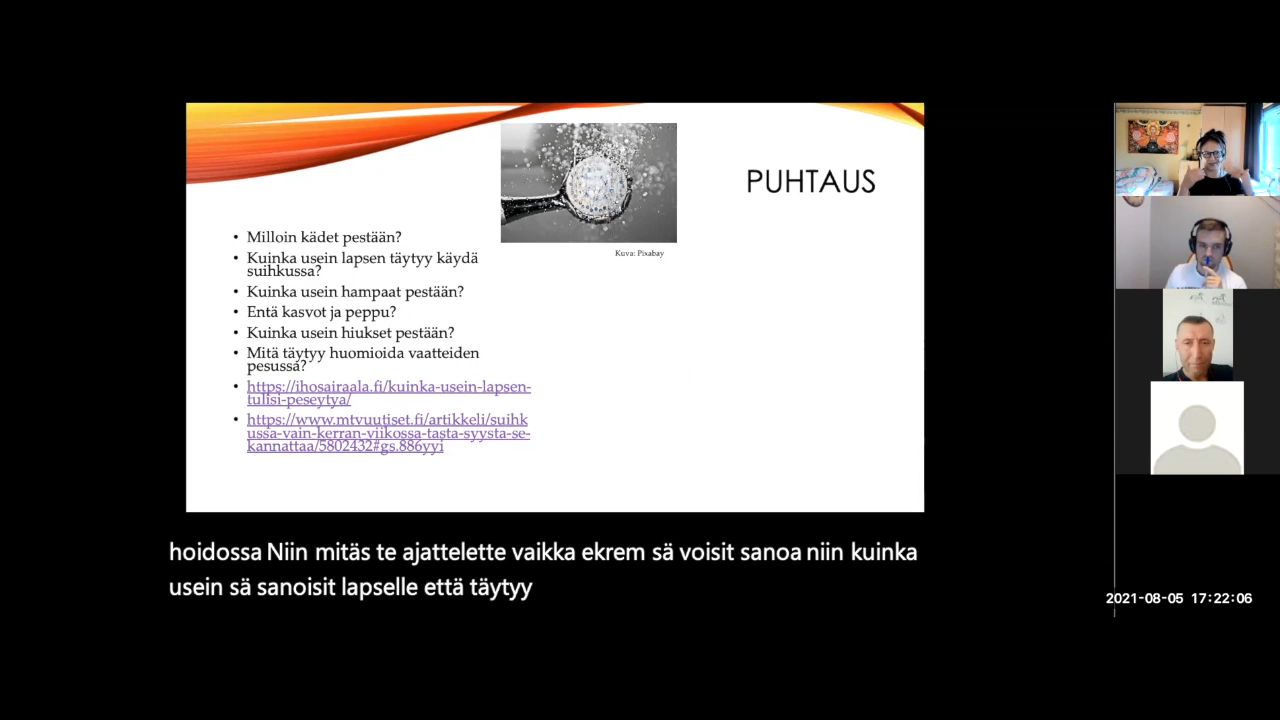 PUHTAUS
Kuva: Pixabay
• Milloin kädet pestään?
• Kuinka usein lapsen täytyy käydä
suihkussa?
• Kuinka usein hampaat pestään?
• Entä kasvot ja peppu?
• Kuinka usein hiukset pestään?
• Mitä täytyy huomioida vaatteiden
pesussa?
• https://ihosairaala.fi/kuinka-usein-lapsen-
tulisi-peseytya/
• https://www.mtvuutiset.fi/artikkeli/suihk
ussa-vain-kerran-viikossa-tasta-syysta-se-
kannattaa/5802432#gs.886yyi
hoidossa Niin mitäs te ajattelette vaikka ekrem sä voisit sanoa niin kuinka
usein sä sanoisit lapselle että täytyy
2021-08-05 17:22:06